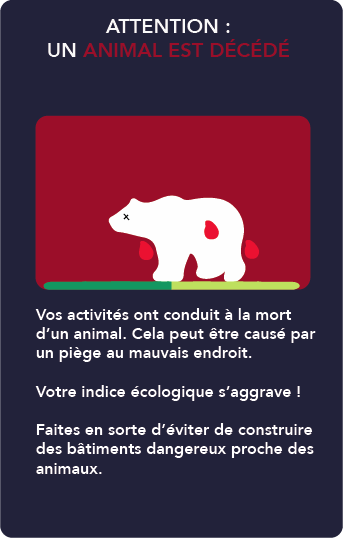 ATTENTION :
UN ANIMAL EST DÉCÉDÉ
Vos activités ont conduit à la mort
d’un animal. Cela peut être causé par
un piège au mauvais endroit.
Votre indice écologique s’aggrave !
Faites en sorte d’éviter de construire
des bâtiments dangereux proche des
animaux.